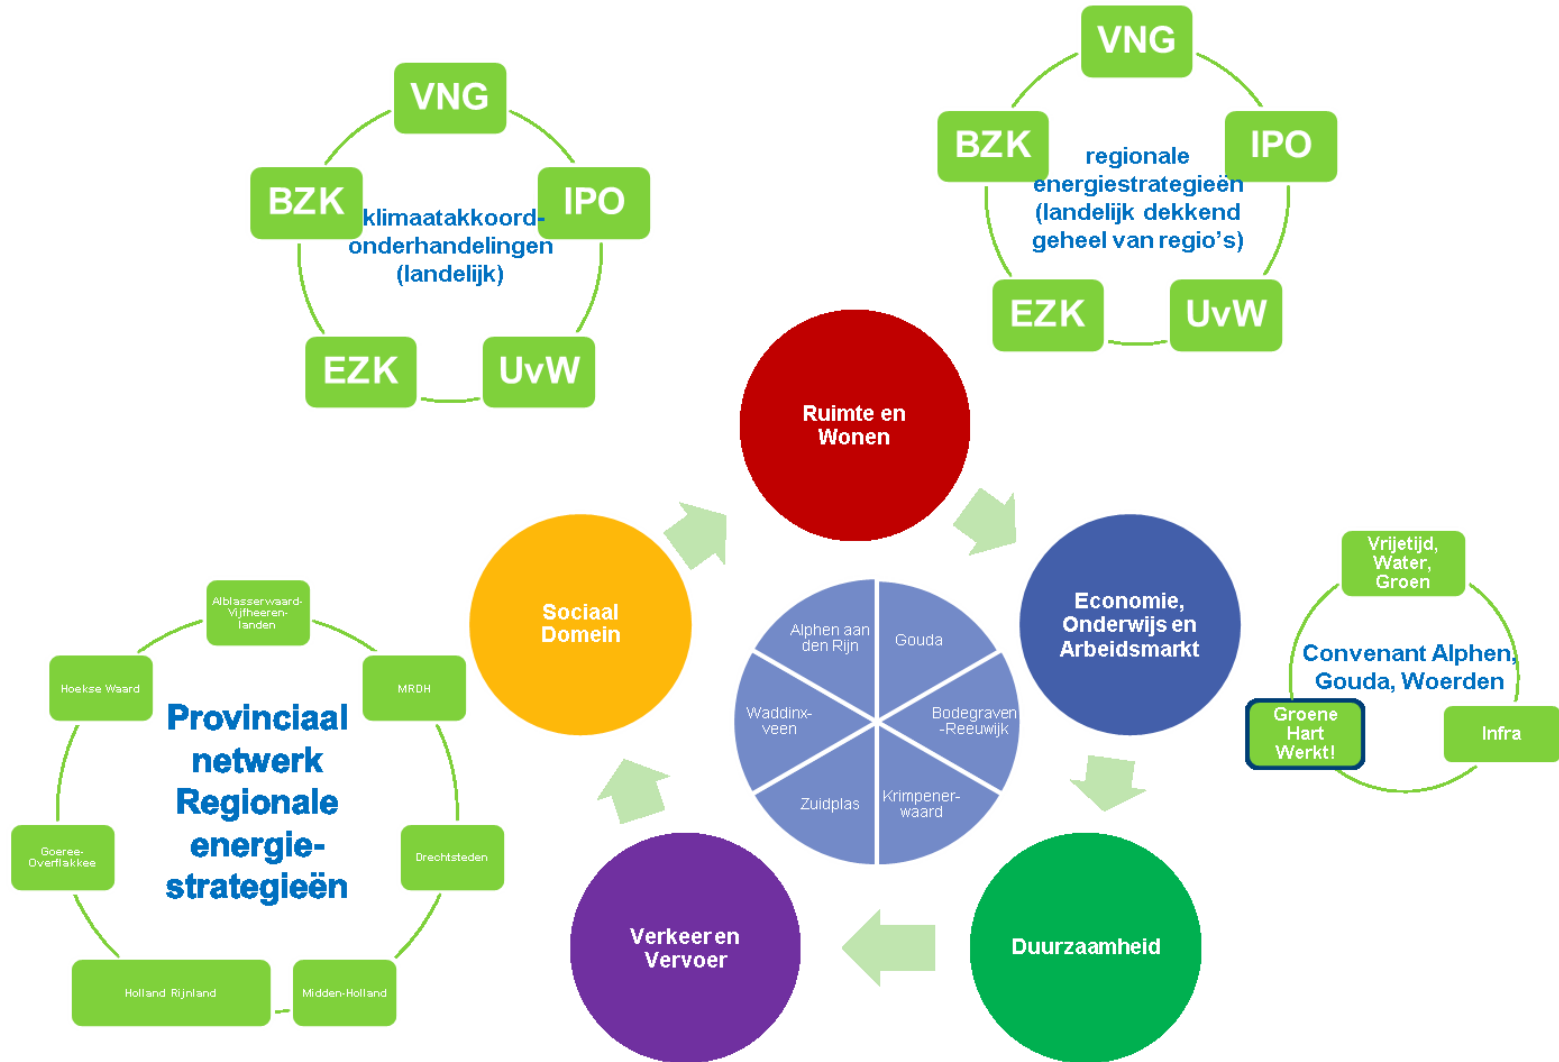 VNG
BZK
IPO
klimaatakkoord-
onderhandelingen
(landelijk)
EZK
UvW
VNG
BZK
IPO
regionale
energiestrategieën
(landelijk dekkend
geheel van regio's)
EZK
UvW
Ruimte en
Wonen
Economie,
Onderwijs en
Arbeidsmarkt
Duurzaamheid
Verkeer en
Vervoer
Sociaal
Domein
Alphen aan
den Rijn
Gouda
Bodegraven
-Reeuwijk
Krimpener-
waard
Zuidplas
Waddinx-
veen
Vrijetijd,
Water,
Groen
Convenant Alphen,
Gouda, Woerden
Groene
Hart
Werkt!
Infra
Alblasserwaard-
Vijfheeren-
landen
Hoekse Waard
MRDH
Provinciaal
netwerk
Regionale
energie-
strategieën
Goeree-
Overflakkee
Drechtsteden
Holland Rijnland
Midden-Holland